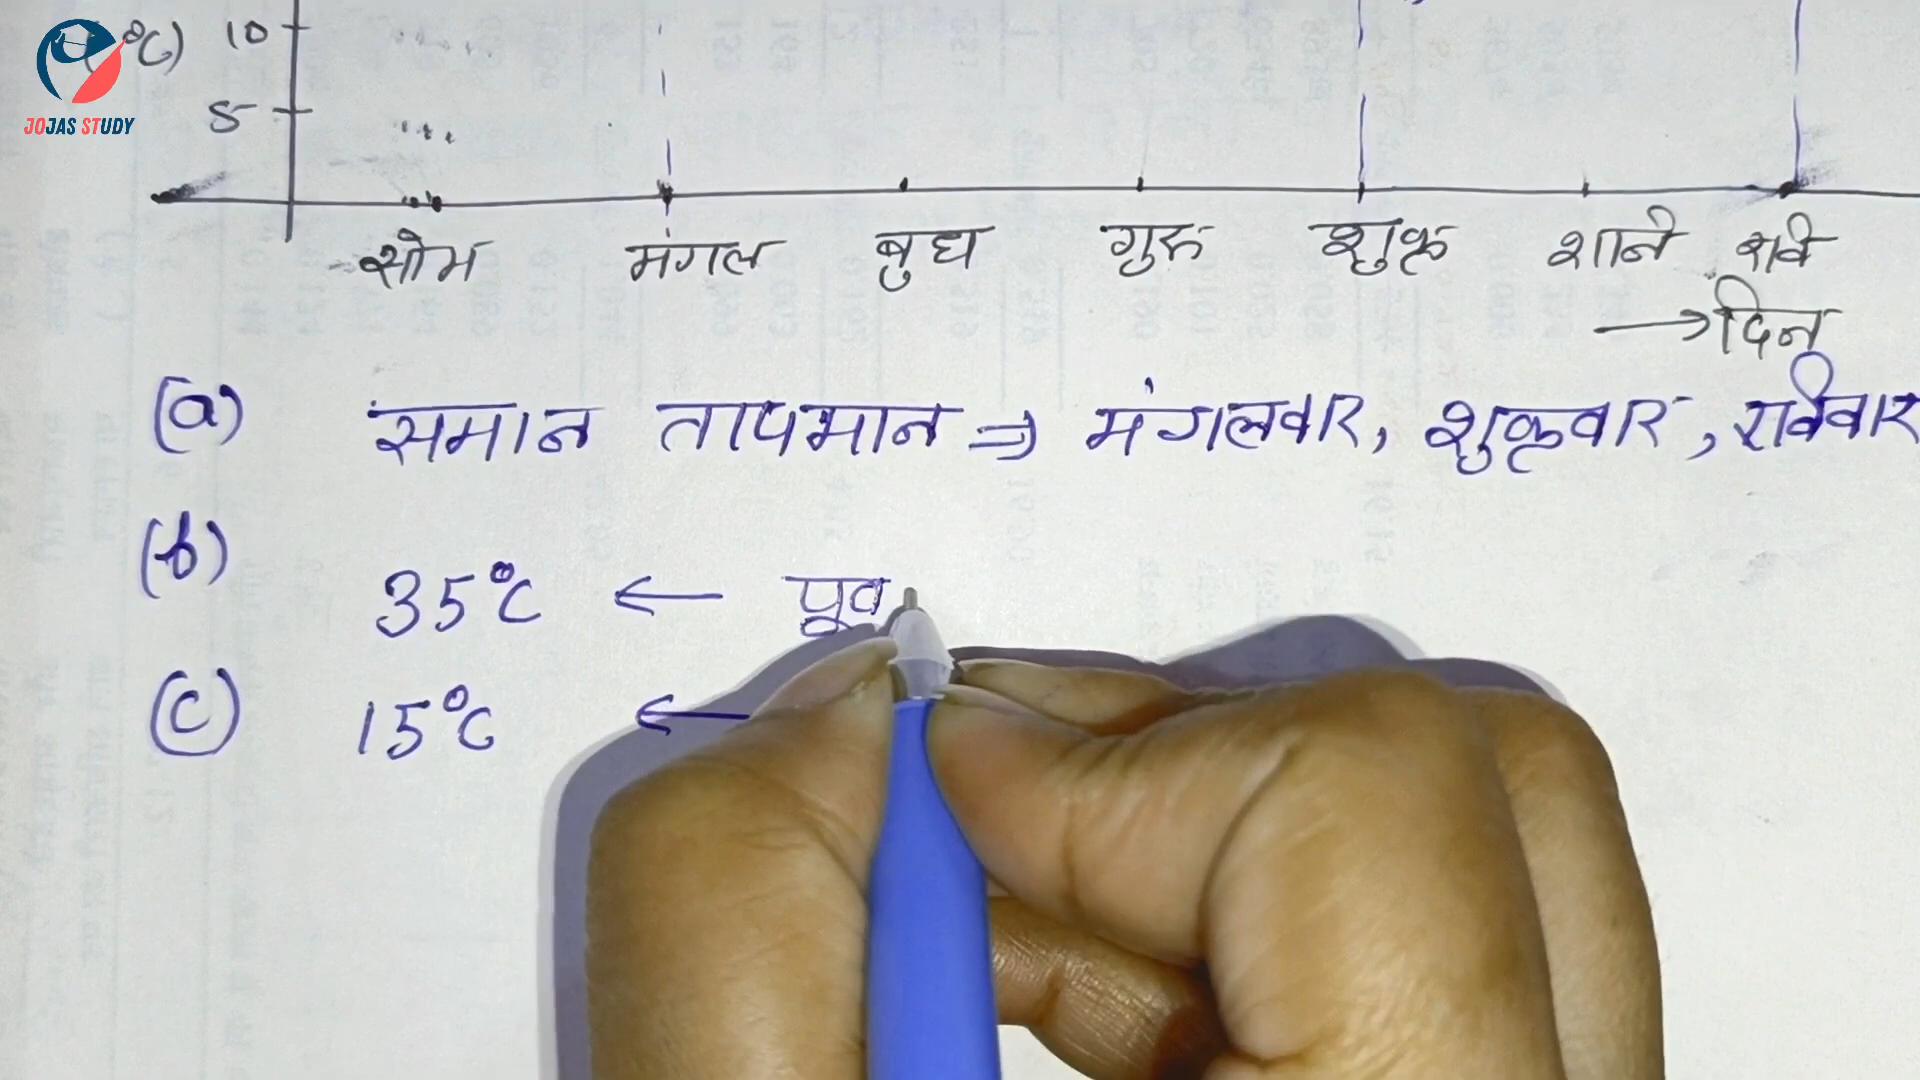 (°C) 10
5
JOJAS STUDY
सोम मंगल बुध गुरु शुक्र शनि रवि
→ दिन
(a) समान तापमान ⇒ मंगलवार, शुक्रवार, रविवार
(b) 35°C ← पूव
(c) 15°C ←